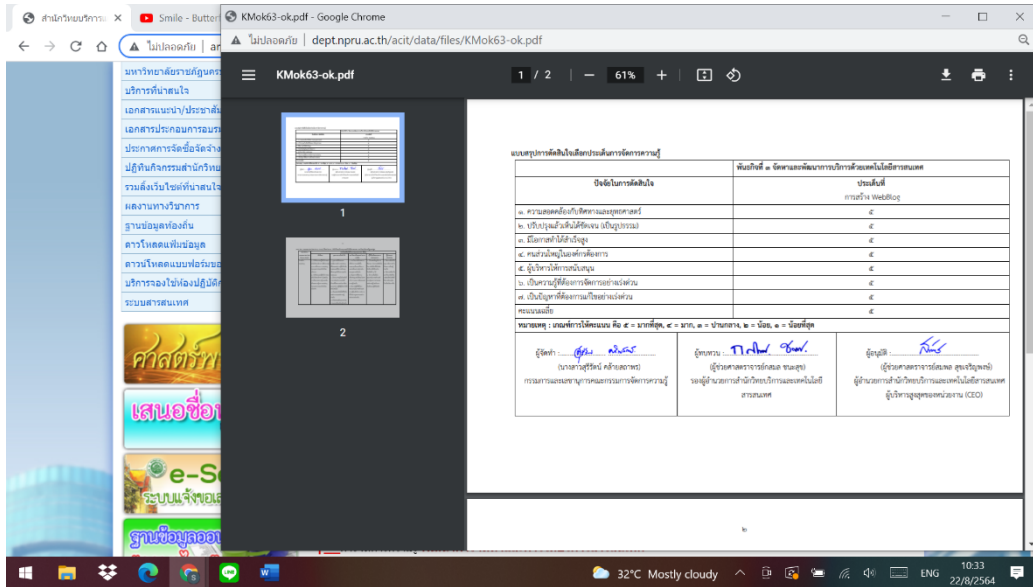 สำนักวิทยบริการแ
Smile - Butter
KMok63-ok.pdf - Google Chrome
ไม่ปลอดภัย | ar
ไม่ปลอดภัย | dept.npru.ac.th/acit/data/files/KMok63-ok.pdf
KMok63-ok.pdf
1 / 2
61%
มหาวิทยาลัยราชภัฏนคร
บริการที่น่าสนใจ
เอกสารแนะนำ/ประชาสัม
เอกสารประกอบการอบร
ประกาศการจัดซื้อจัดจ้าง
ปฏิทินกิจกรรมสำนักวิทย
รวมลิ้งเว็บไซต์ที่น่าสนใจ
ผลงานทางวิชาการ
ฐานข้อมูลท้องถิ่น
ดาวโหลดแฟ้มข้อมูล
ดาวน์โหลดแบบฟอร์มขอ
บริการจองใช้ห้องปฏิบัติก
ระบบสารสนเทศ
ศาสตร์พ
เสนอชื่อ
e-S
ระบบแจ้งขอเส
ฐานข้อมูลออน
1
2
แบบสรุปการตัดสินใจเลือกประเด็นการจัดการความรู้
ปัจจัยในการตัดสินใจ
พันธกิจที่ ๓ จัดหาและพัฒนาการบริการด้วยเทคโนโลยีสารสนเทศ
ประเด็นที่
การสร้าง WebBlog
๑. ความสอดคล้องกับทิศทางและยุทธศาสตร์ ๕
๒. ปรับปรุงแล้วเห็นได้ชัดเจน (เป็นรูปธรรม) ๕
๓. มีโอกาสทำได้สำเร็จสูง ๕
๔. คนส่วนใหญ่ในองค์กรต้องการ ๕
๕. ผู้บริหารให้การสนับสนุน ๕
๖. เป็นความรู้ที่ต้องการจัดการอย่างเร่งด่วน ๕
๗. เป็นปัญหาที่ต้องการแก้ไขอย่างเร่งด่วน ๕
คะแนนเฉลี่ย ๕
หมายเหตุ : เกณฑ์การให้คะแนน คือ ๕ = มากที่สุด, ๔ = มาก, ๓ = ปานกลาง, ๒ = น้อย, ๑ = น้อยที่สุด
ผู้จัดทำ :
(นางสาวสุรีรัตน์ คล้ายสถาพร)
กรรมการและเลขานุการคณะกรรมการจัดการความรู้
ผู้ทบทวน :
(ผู้ช่วยศาสตราจารย์กมล ชนะสุข)
รองผู้อำนวยการสำนักวิทยบริการและเทคโนโลยี
สารสนเทศ
ผู้อนุมัติ :
(ผู้ช่วยศาสตราจารย์สมพล สุขเจริญพงษ์)
ผู้อำนวยการสำนักวิทยบริการและเทคโนโลยีสารสนเทศ
ผู้บริหารสูงสุดของหน่วยงาน (CEO)
๒
32°C Mostly cloudy
ENG
10:33
22/8/2564